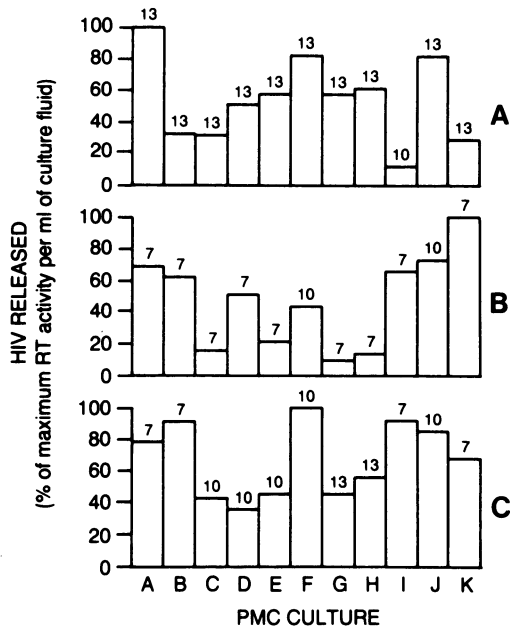 HIV RELEASED
(% of maximum RT activity per ml of culture fluid)
100
80
60
40
20
0
13 13 13 13 13 13 13 13 10 13 13
A
100
80
60
40
20
0
7 7 7 7 7 10 7 7 7 10 7
B
100
80
60
40
20
0
7 7 10 10 10 10 13 13 7 10 7
C
A B C D E F G H I J K
PMC CULTURE